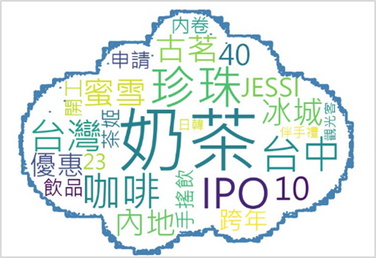 内卷
申請 古茗 40
蜜雪 珍珠 JESSI
開工 冰城
台灣 茶姬 奶茶 日韓 伴手禮 觀光客
優惠 23 台中
飲品 咖啡 IPO 10
內地 手搖飲 跨年